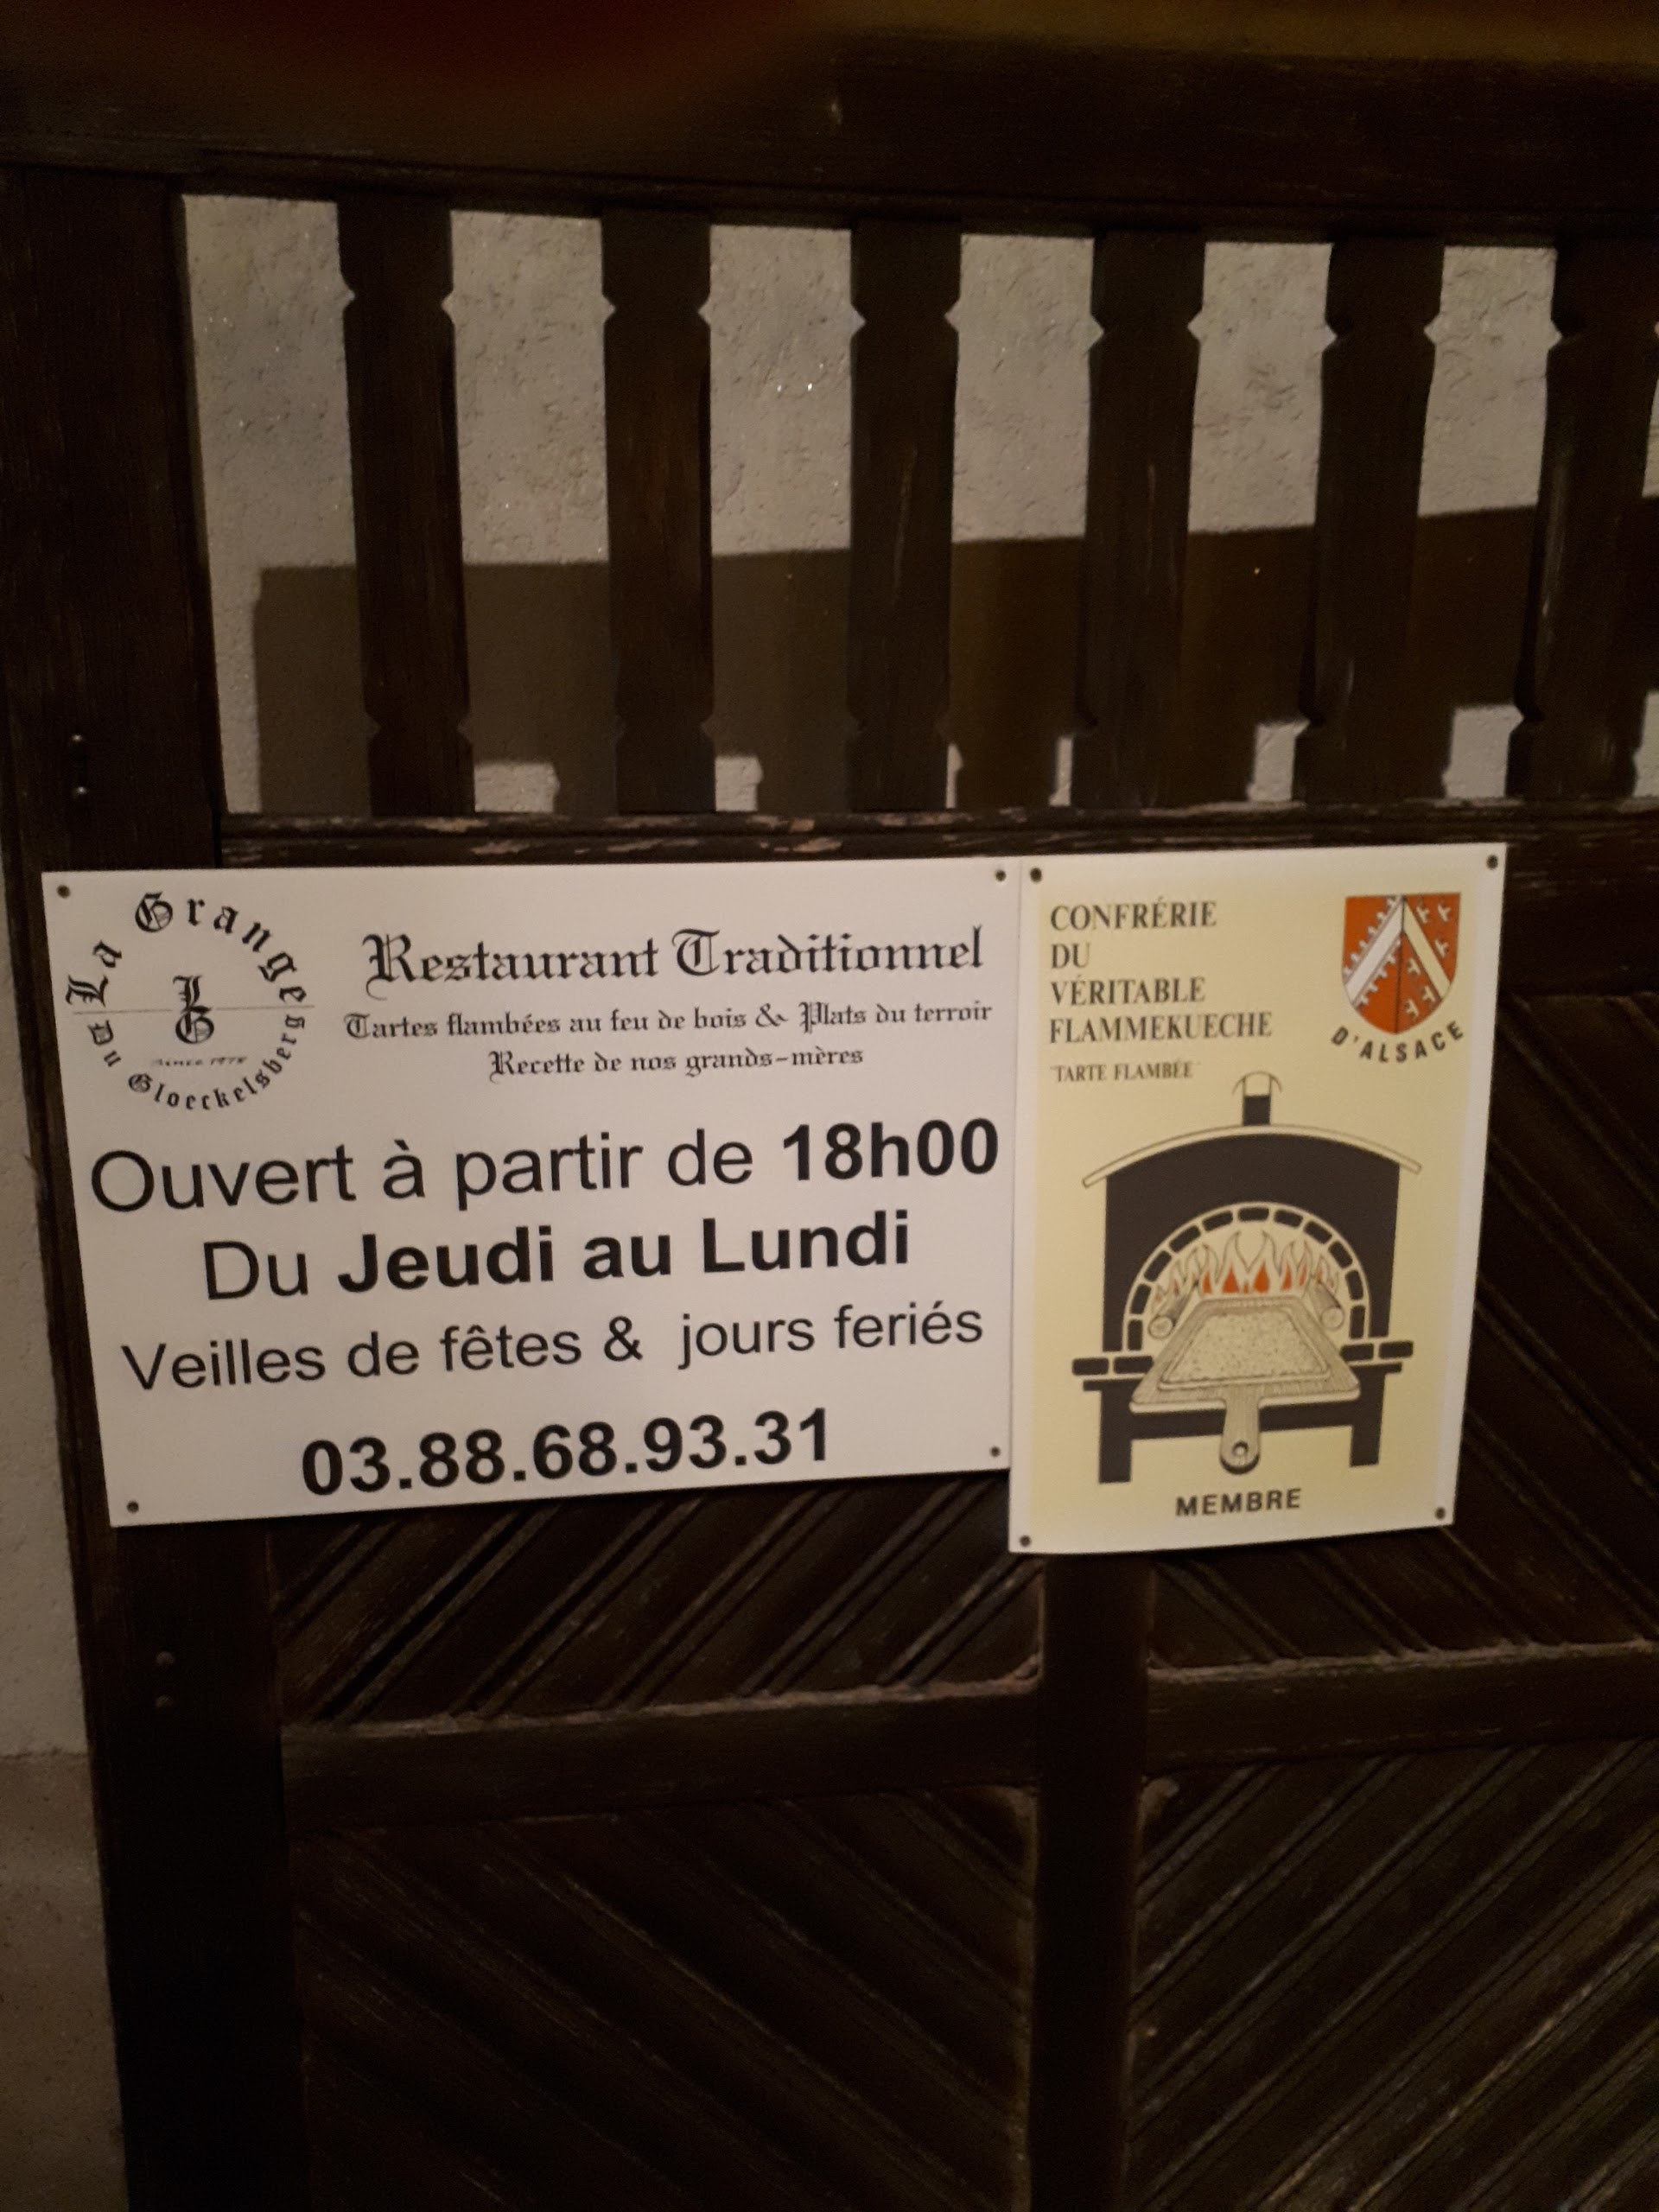 La Grange
LG
Since 1978
Du Gloeckelsberg
Restaurant Traditionnel
Tartes flambées au feu de bois & Plats du terroir
Recette de nos grands-mères
Ouvert à partir de 18h00
Du Jeudi au Lundi
Veilles de fêtes & jours feriés
03.88.68.93.31
CONFRÉRIE
DU
VÉRITABLE
FLAMMEKUECHE
"TARTE FLAMBÉE"
D'ALSACE
MEMBRE